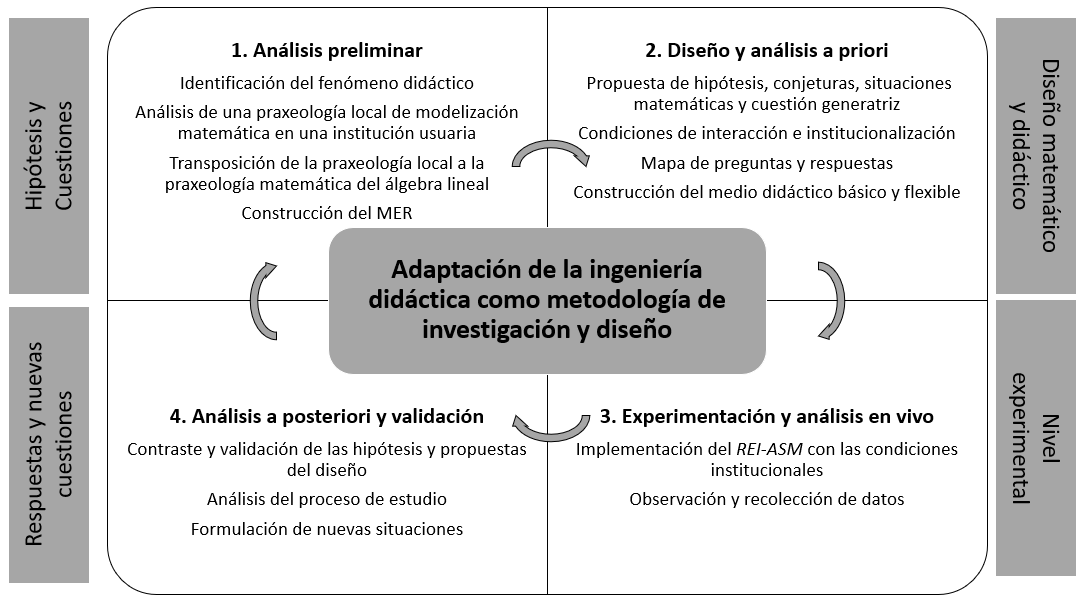 Hipótesis y
Cuestiones
1. Análisis preliminar
Identificación del fenómeno didáctico
Análisis de una praxeología local de modelización
matemática en una institución usuaria
Transposición de la praxeología local a la
praxeología matemática del álgebra lineal
Construcción del MER
2. Diseño y análisis a priori
Propuesta de hipótesis, conjeturas, situaciones
matemáticas y cuestión generatriz
Condiciones de interacción e institucionalización
Mapa de preguntas y respuestas
Construcción del medio didáctico básico y flexible
Diseño matemático
y didáctico
Adaptación de la ingeniería
didáctica como metodología de
investigación y diseño
Respuestas y nuevas
cuestiones
4. Análisis a posteriori y validación
Contraste y validación de las hipótesis y propuestas
del diseño
Análisis del proceso de estudio
Formulación de nuevas situaciones
3. Experimentación y análisis en vivo
Implementación del REI-ASM con las condiciones
institucionales
Observación y recolección de datos
Nivel
experimental